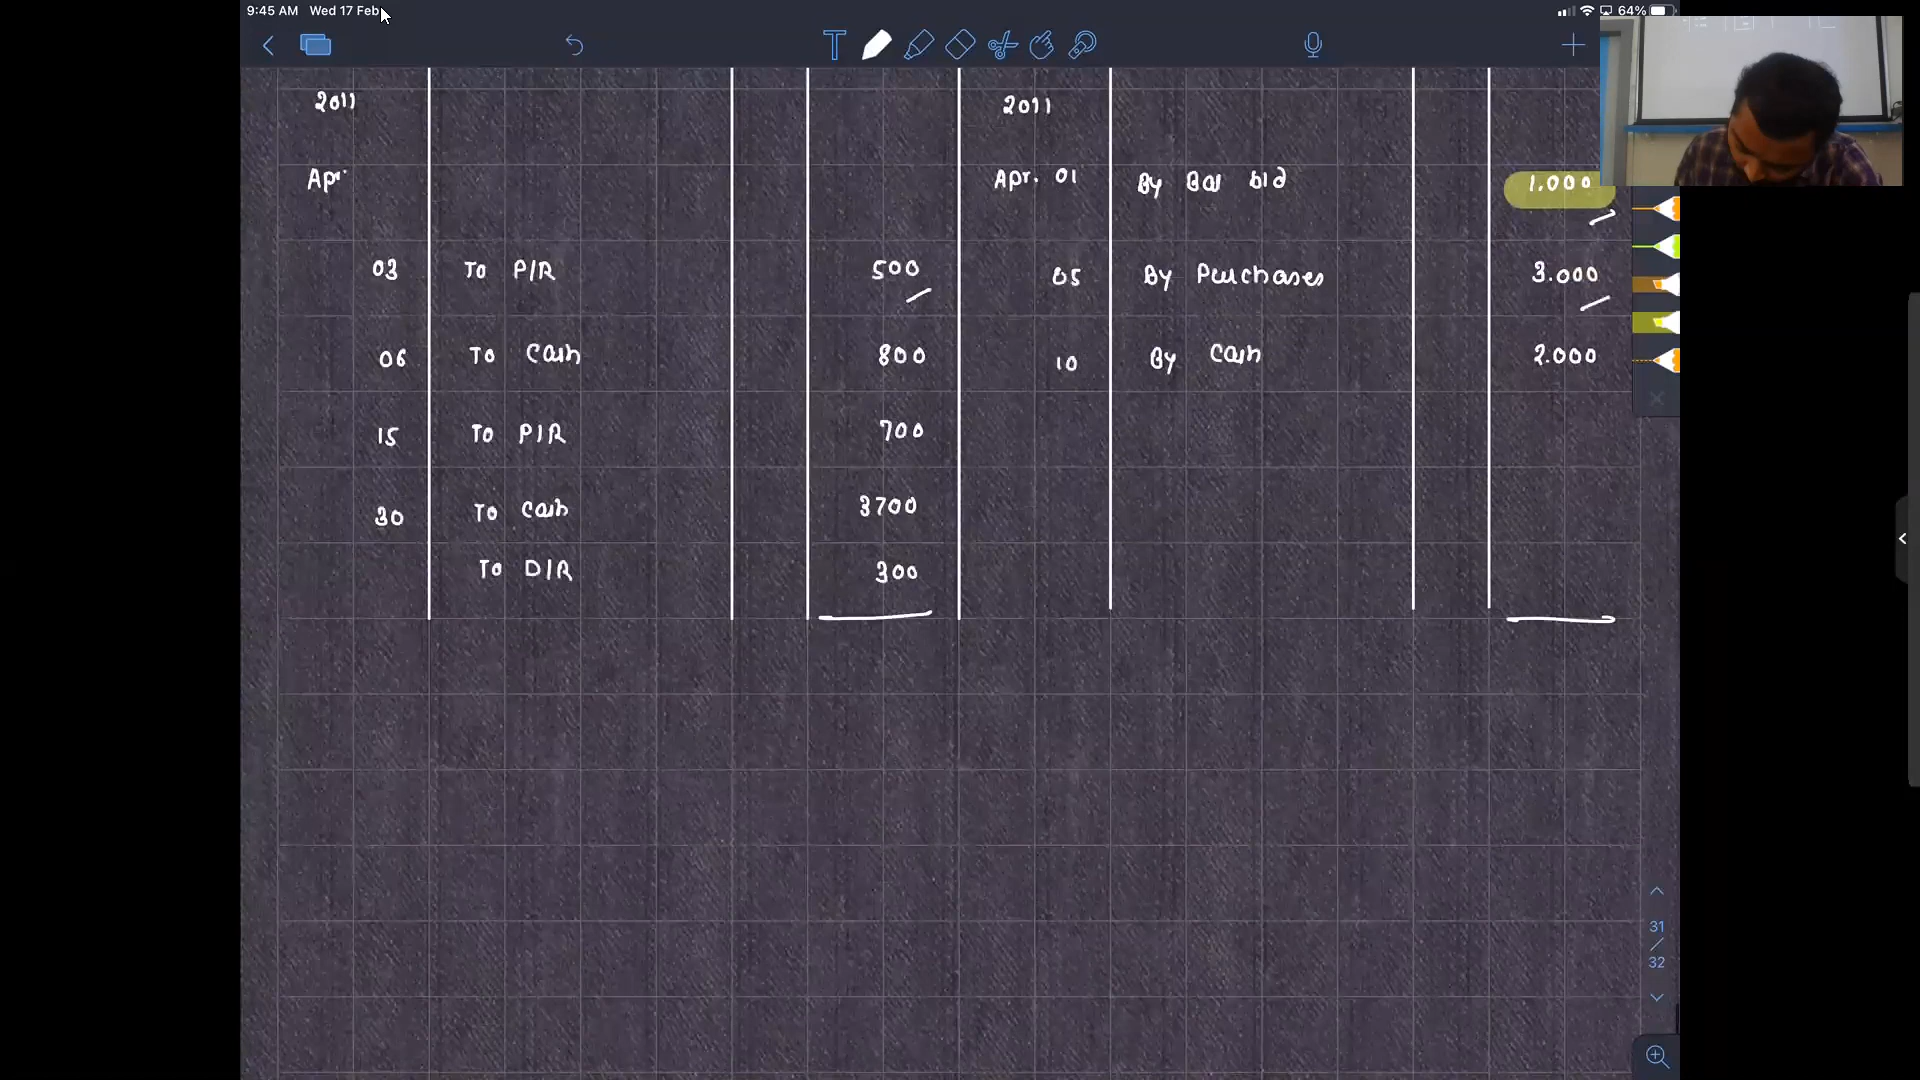 9:45 AM Wed 17 Feb
64%
T
2011 2011
Apr. Apr. 01 By Bal b/d 1.000
03 To P/R 500 05 By Purchases 3.000
06 To Cash 800 10 By Cash 2.000
15 To P/R 700
30 To Cash 3700
To D/R 300
31
32